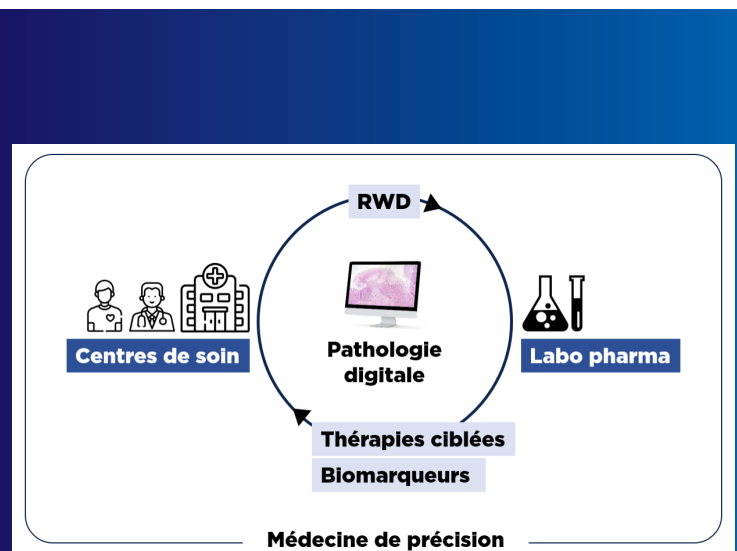 RWD
Centres de soin
Pathologie
digitale
Labo pharma
Thérapies ciblées
Biomarqueurs
Médecine de précision